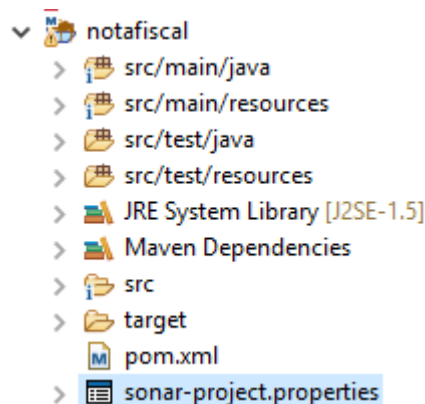 notafiscal
src/main/java
src/main/resources
src/test/java
src/test/resources
JRE System Library [J2SE-1.5]
Maven Dependencies
src
target
pom.xml
sonar-project.properties